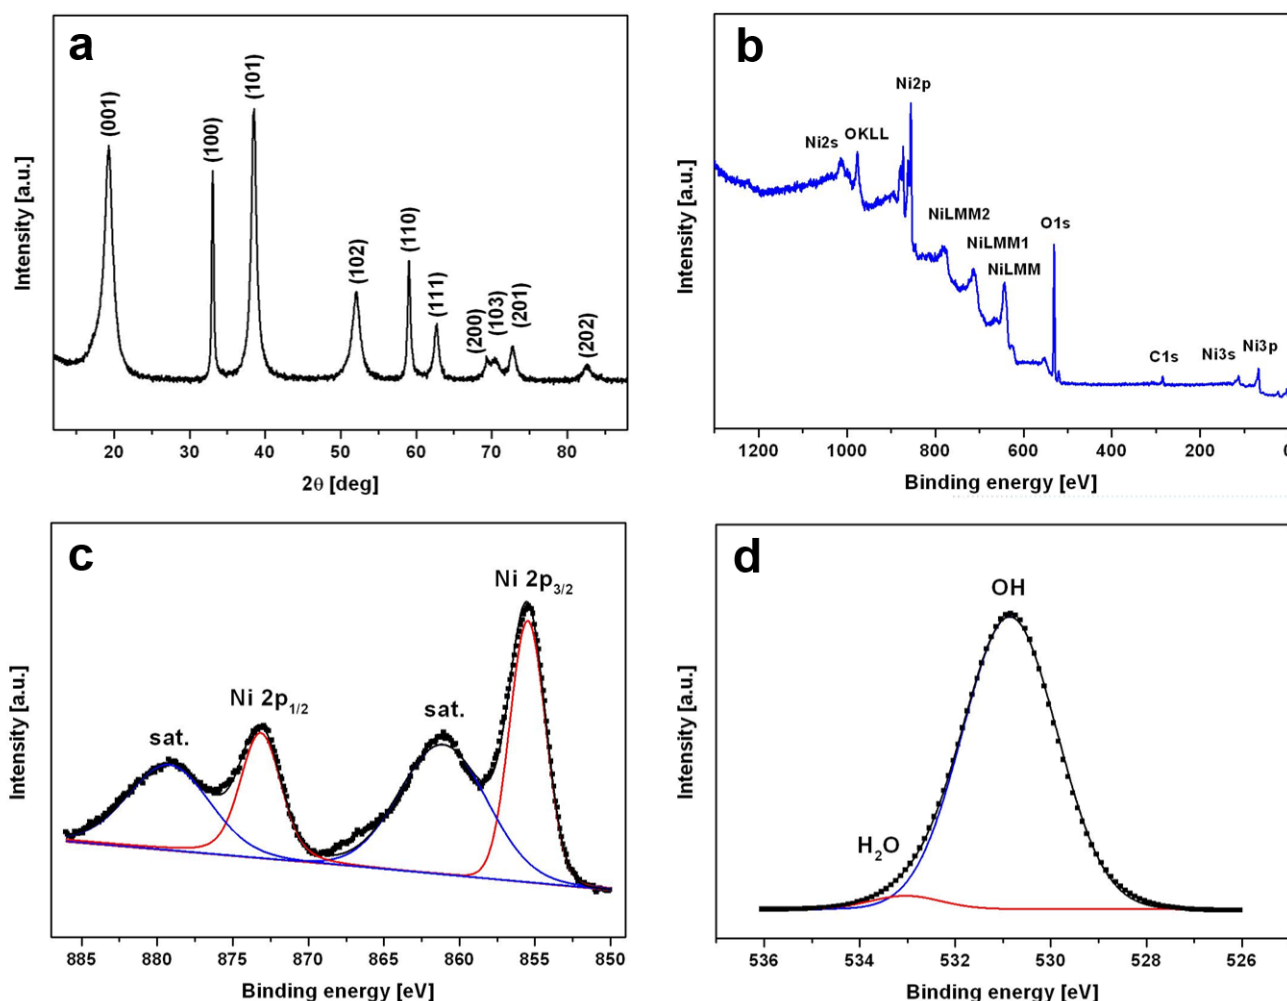 a
(001)
(100)
(101)
(102)
(110)
(111)
(200)
(103)
(201)
(202)
Intensity [a.u.]
20 30 40 50 60 70 80
2θ [deg]
b
Ni2s
OKLL
Ni2p
NiLMM2
NiLMM1
NiLMM
O1s
C1s
Ni3s
Ni3p
Intensity [a.u.]
1200 1000 800 600 400 200 0
Binding energy [eV]
c
sat.
Ni 2p1/2
sat.
Ni 2p3/2
Intensity [a.u.]
885 880 875 870 865 860 855 850
Binding energy [eV]
d
H2O
OH
Intensity [a.u.]
536 534 532 530 528 526
Binding energy [eV]